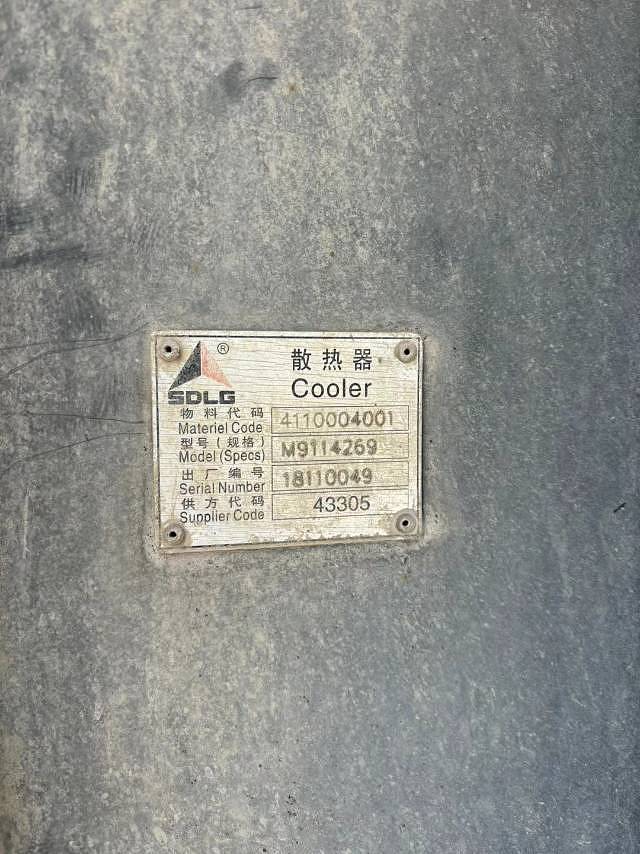 ®
SDLG
散热器
Cooler
物料代码
Materiel Code 4110004001
型号(规格)
Model(Specs) M9114269
出厂编号
Serial Number 18110049
供方代码
Supplier Code 43305